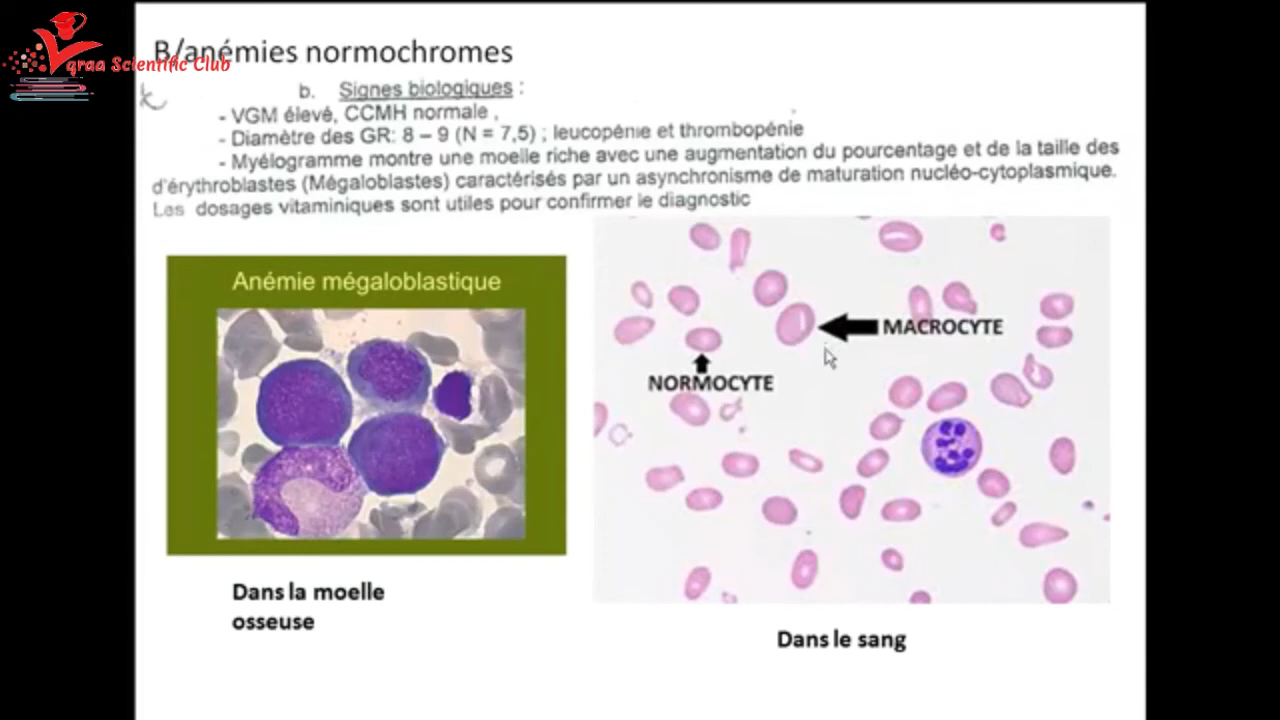 B/anémies normochromes
qraa Scientific Club
b. Signes biologiques :
- VGM élevé, CCMH normale ,
- Diamètre des GR: 8 – 9 (N = 7,5) ; leucopénie et thrombopénie
- Myélogramme montre une moelle riche avec une augmentation du pourcentage et de la taille des
d'érythroblastes (Mégaloblastes) caractérisés par un asynchronisme de maturation nucléo-cytoplasmique.
Les dosages vitaminiques sont utiles pour confirmer le diagnostic
Anémie mégaloblastique
MACROCYTE
NORMOCYTE
Dans la moelle
osseuse
Dans le sang